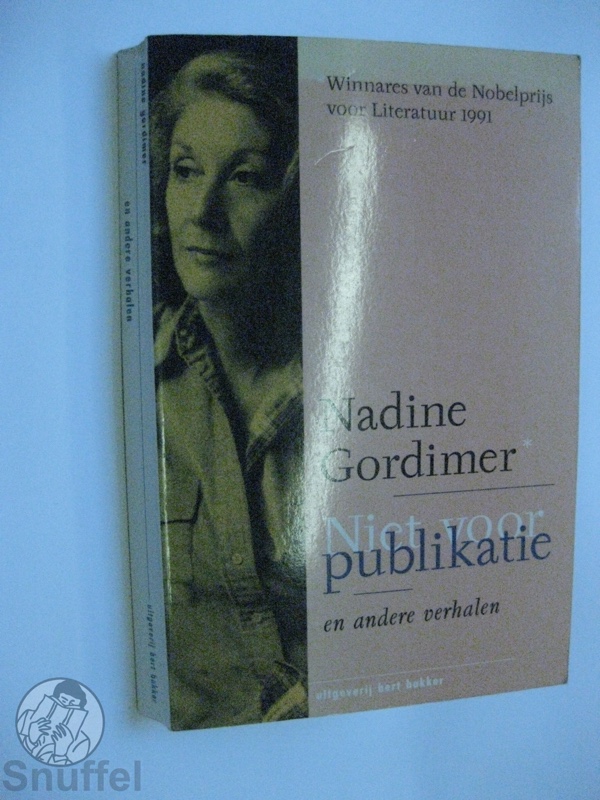 Winnares van de Nobelprijs
voor Literatuur 1991
Nadine
Gordimer*
Niet voor
publikatie
en andere verhalen
uitgeverij bert bakker
nadine gordimer
en andere verhalen
uitgeverij bert bakker
Snuffel